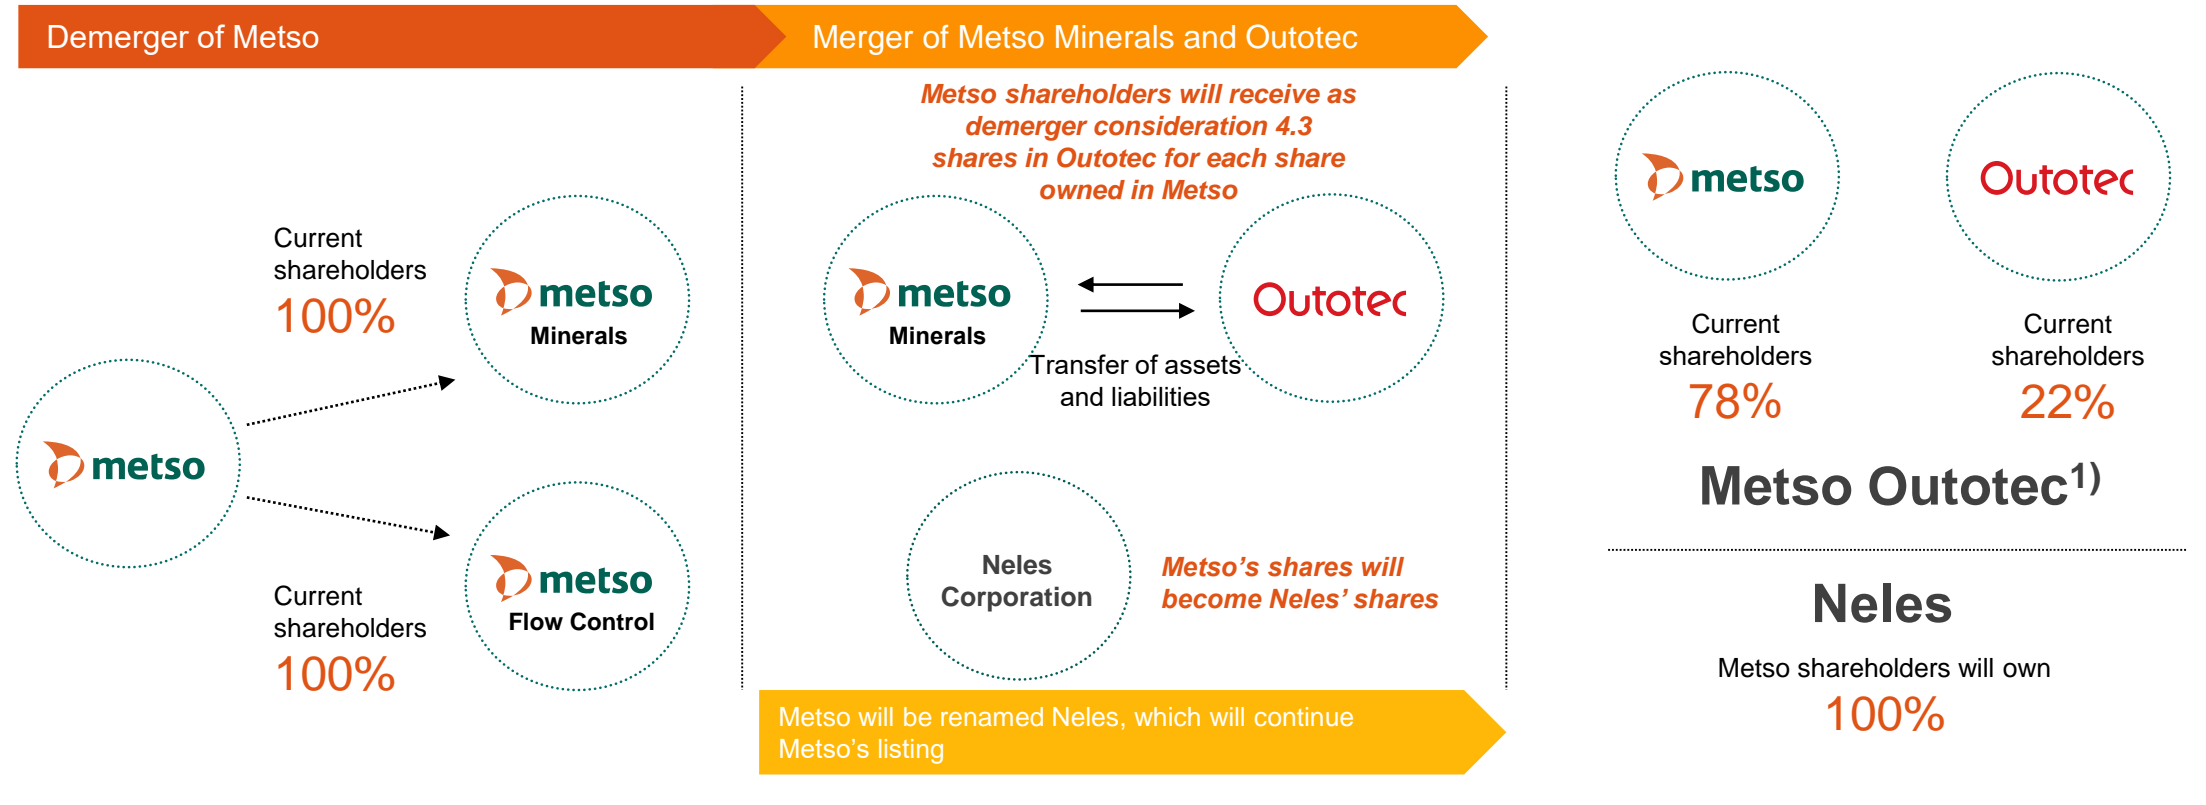 Demerger of Metso
Merger of Metso Minerals and Outotec
Current
shareholders
100%
metso
Minerals
metso
Current
shareholders
100%
metso
Flow Control
Metso shareholders will receive as
demerger consideration 4.3
shares in Outotec for each share
owned in Metso
metso
Minerals
Outotec
Transfer of assets
and liabilities
Neles
Corporation
Metso’s shares will
become Neles’ shares
Metso will be renamed Neles, which will continue
Metso’s listing
metso
Outotec
Current
shareholders
78%
Current
shareholders
22%
Metso Outotec1)
Neles
Metso shareholders will own
100%